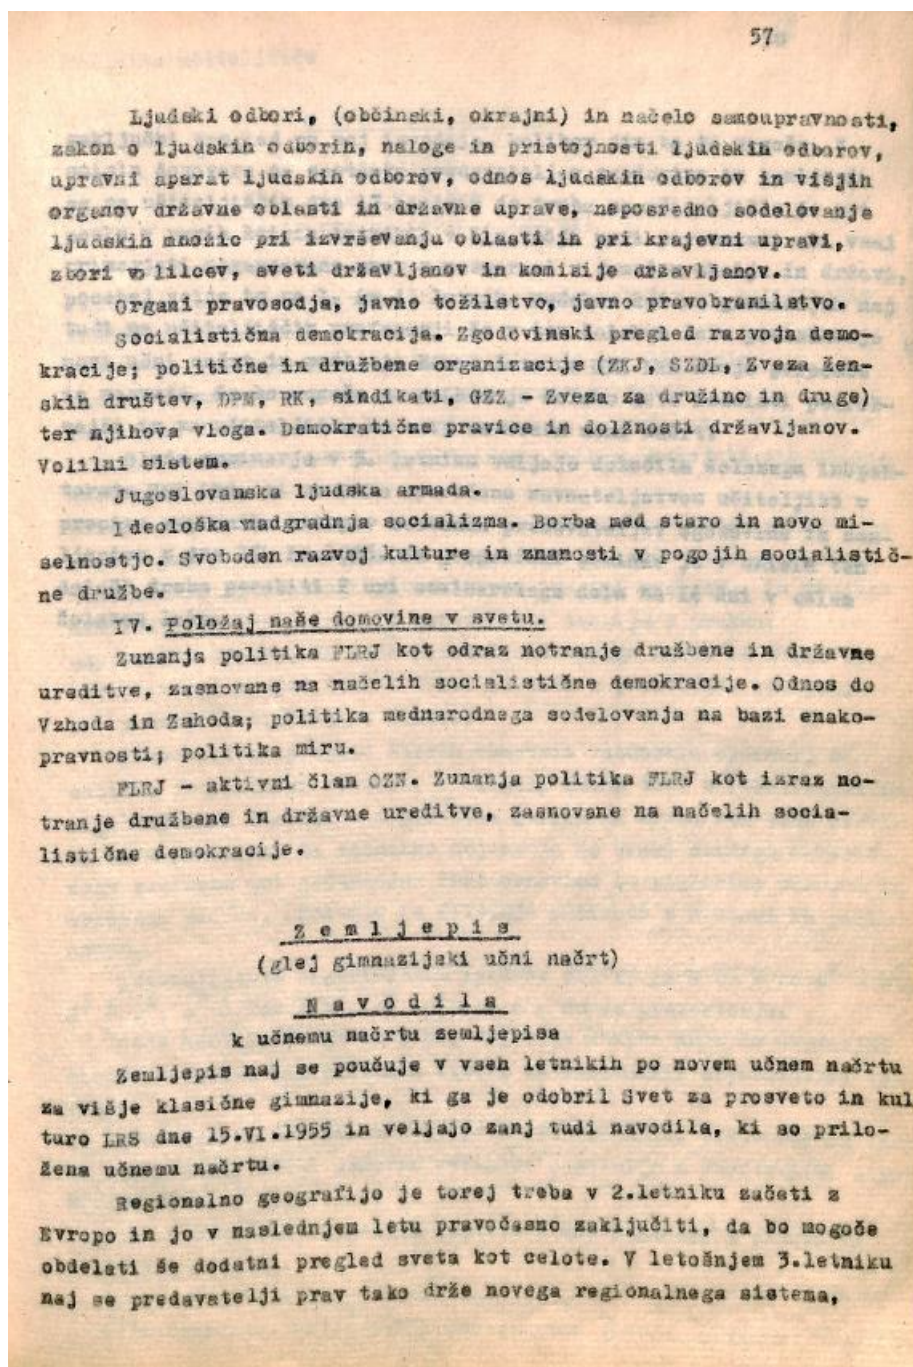 57
Ljudski odbori, (občinski, okrajni) in načelo samoupravnosti,
zakon o ljudskih odborih, naloge in pristojnosti ljudskih odborov,
upravni aparat ljudskih odborov, odnos ljudskih odborov in višjih
organov državne oblasti in državne uprave, neposredno sodelovanje
ljudskih množic pri izvrševanju oblasti in pri krajevni upravi,
zbori vo lilcev, sveti državljanov in komisije državljanov.
Organi pravosodja, javno tožilstvo, javno pravobranilstvo.
Socialistična demokracija. Zgodovinski pregled razvoja demo-
kracije; politične in družbene organizacije (ZKJ, SZDL, Zveza žen-
skih društev, DPM, RK, sindikati, GZZ - Zveza za družino in druge)
ter njihova vloga. Demokratične pravice in dolžnosti državljanov.
Volilni sistem.
Jugoslovanska ljudska armada.
Ideološka nadgradnja socializma. Borba med staro in novo mi-
selnostjo. Svoboden razvoj kulture in znanosti v pogojih socialistič-
ne družbe.
IV. Položaj naše domovine v svetu.
Zunanja politika FLRJ kot odraz notranje družbene in državne
ureditve, zasnovane na načelih socialistične demokracije. Odnos do
Vzhoda in Zahoda; politika mednarodnega sodelovanja na bazi enako-
pravnosti; politika miru.
FLRJ - aktivni član OZN. Zunanja politika FLRJ kot izraz no-
tranje družbene in državne ureditve, zasnovane na načelih socia-
listične demokracije.
Z e m l j e p i s
(glej gimnazijski učni načrt)
N a v o d i l a
k učnemu načrtu zemljepisa
Zemljepis naj se poučuje v vseh letnikih po novem učnem načrtu
za višje klasične gimnazije, ki ga je odobril Svet za prosveto in kul
turo LRS dne 15.VI.1955 in veljajo zanj tudi navodila, ki so prilo-
žena učnemu načrtu.
Regionalno geografijo je torej treba v 2.letniku začeti z
Evropo in jo v naslednjem letu pravočasno zaključiti, da bo mogoče
obdelati še dodatni pregled sveta kot celote. V letošnjem 3.letniku
naj se predavatelji prav tako drže novega regionalnega sistema,